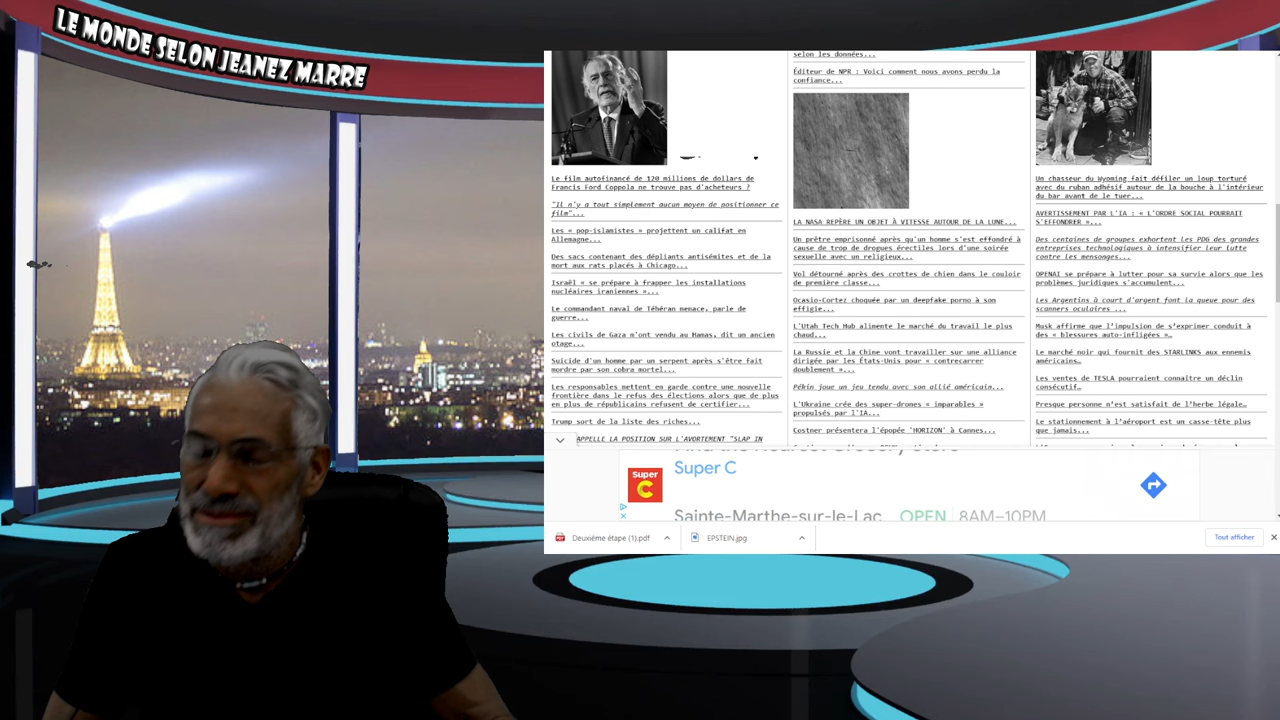 LE MONDE SELON JEANEZ MARRE
Le film autofinancé de 120 millions de dollars de
Francis Ford Coppola ne trouve pas d'acheteurs ?
"Il n'y a tout simplement aucun moyen de positionner ce
film"...
Les « pop-islamistes » projettent un califat en
Allemagne...
Des sacs contenant des dépliants antisémites et de la
mort aux rats placés à Chicago...
Israël « se prépare à frapper les installations
nucléaires iraniennes »...
Le commandant naval de Téhéran menace, parle de
guerre...
Les civils de Gaza m'ont vendu au Hamas, dit un ancien
otage...
Suicide d'un homme par un serpent après s'être fait
mordre par son cobra mortel...
Les responsables mettent en garde contre une nouvelle
frontière dans le refus des élections alors que de plus
en plus de républicains refusent de certifier...
Trump sort de la liste des riches...
APPELLE LA POSITION SUR L'AVORTEMENT "SLAP IN
selon les données...
Éditeur de NPR : Voici comment nous avons perdu la
confiance...
LA NASA REPÈRE UN OBJET À VITESSE AUTOUR DE LA LUNE...
Un prêtre emprisonné après qu'un homme s'est effondré à
cause de trop de drogues érectiles lors d'une soirée
sexuelle avec un religieux...
Vol détourné après des crottes de chien dans le couloir
de première classe...
Ocasio-Cortez choquée par un deepfake porno à son
effigie...
L'Utah Tech Hub alimente le marché du travail le plus
chaud...
La Russie et la Chine vont travailler sur une alliance
dirigée par les États-Unis pour « contrecarrer
doublement »...
Pékin joue un jeu tendu avec son allié américain...
L'Ukraine crée des super-drones « imparables »
propulsés par l'IA...
Costner présentera l'épopée 'HORIZON' à Cannes...
Un chasseur du Wyoming fait défiler un loup torturé
avec du ruban adhésif autour de la bouche à l'intérieur
du bar avant de le tuer...
AVERTISSEMENT PAR L'IA : « L'ORDRE SOCIAL POURRAIT
S'EFFONDRER »...
Des centaines de groupes exhortent les PDG des grandes
entreprises technologiques à intensifier leur lutte
contre les mensonges...
OPENAI se prépare à lutter pour sa survie alors que les
problèmes juridiques s'accumulent...
Les Argentins à court d'argent font la queue pour des
scanners oculaires ...
Musk affirme que l'impulsion de s'exprimer conduit à
des « blessures auto-infligées »…
Le marché noir qui fournit des STARLINKS aux ennemis
américains…
Les ventes de TESLA pourraient connaître un déclin
consécutif…
Presque personne n'est satisfait de l'herbe légale…
Le stationnement à l'aéroport est un casse-tête plus
que jamais...
Super C
Super C
Sainte-Marthe-sur-le-Lac OPEN 8AM–10PM
Deuxième étape (1).pdf
EPSTEIN.jpg
Tout afficher